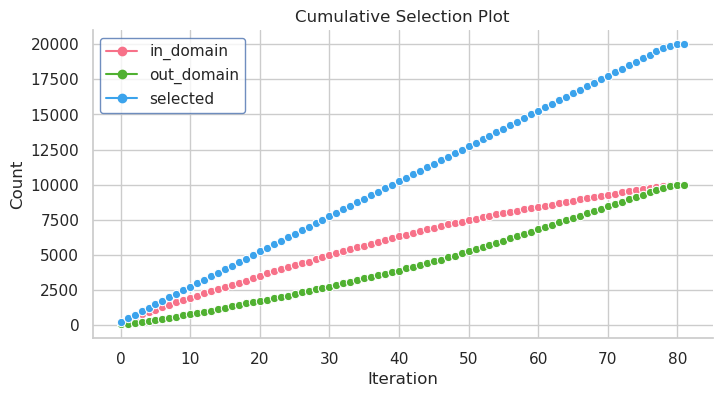 Cumulative Selection Plot
in_domain
out_domain
selected
Count
20000
17500
15000
12500
10000
7500
5000
2500
0
0 10 20 30 40 50 60 70 80
Iteration